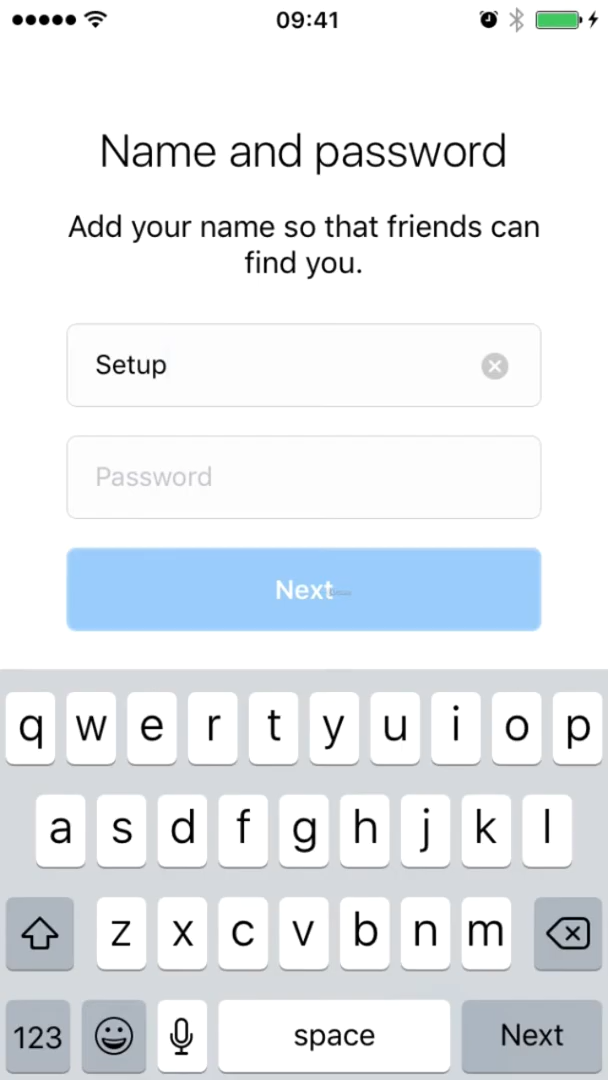 09:41
Name and password
Add your name so that friends can
find you.
Setup
Password
Next
q w e r t y u i o p
a s d f g h j k l
z x c v b n m
123 space Next